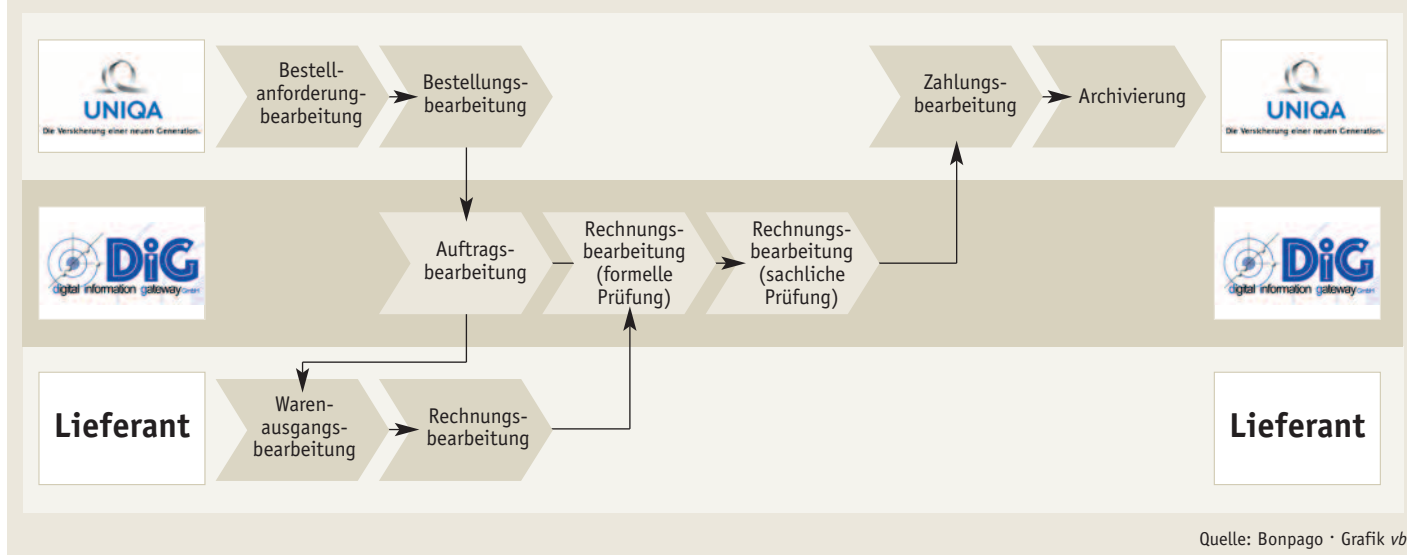 UNIQA
Die Versicherung einer neuen Generation.
Bestell-
anforderung-
bearbeitung
Bestellungs-
bearbeitung
Zahlungs-
bearbeitung
Archivierung
UNIQA
Die Versicherung einer neuen Generation.
DiG
digital information gateway GmbH
Auftrags-
bearbeitung
Rechnungs-
bearbeitung
(formelle
Prüfung)
Rechnungs-
bearbeitung
(sachliche
Prüfung)
DiG
digital information gateway GmbH
Lieferant
Waren-
ausgangs-
bearbeitung
Rechnungs-
bearbeitung
Lieferant
Quelle: Bonpago · Grafik vb